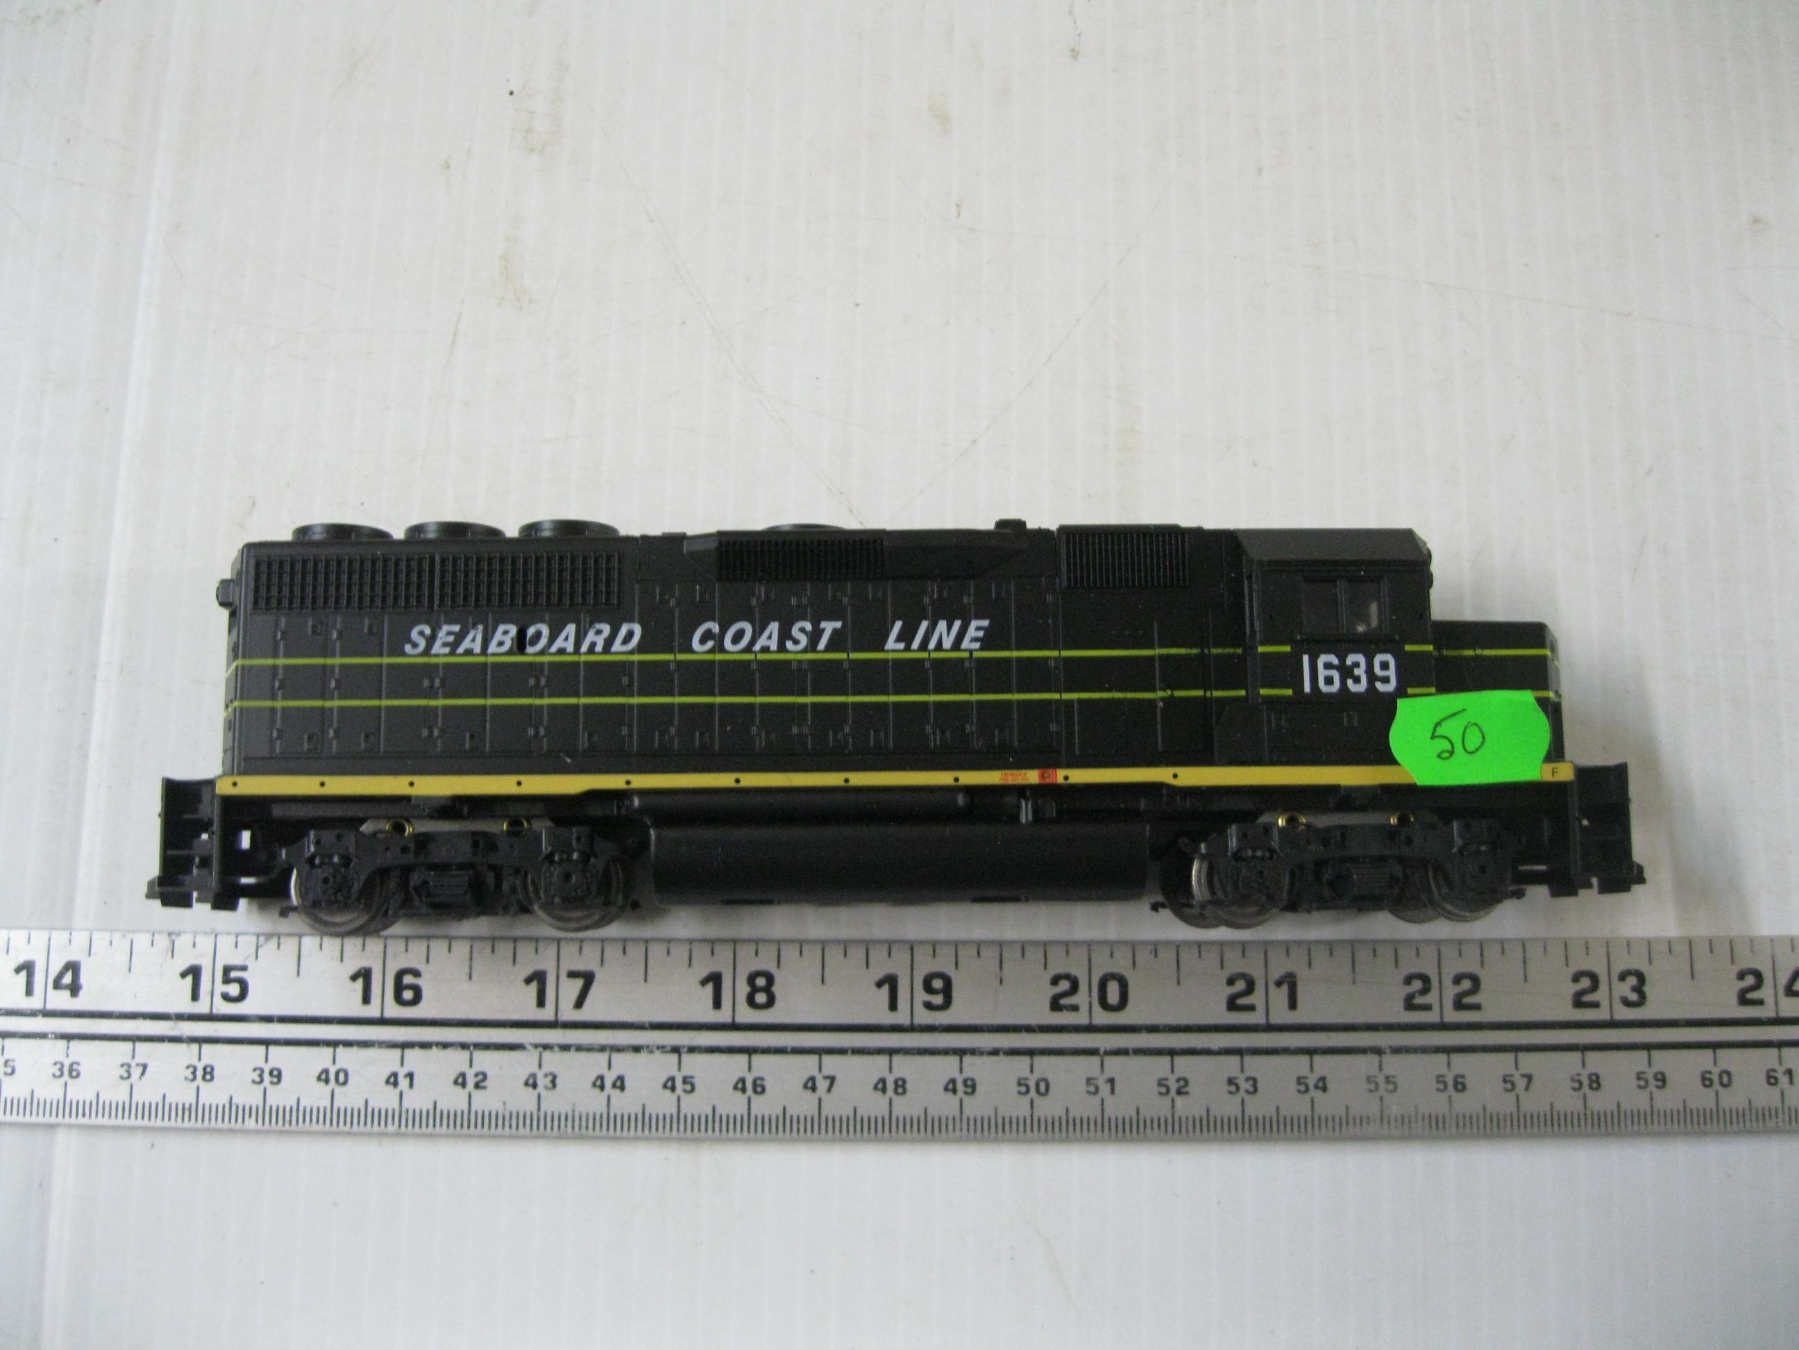 SEABOARD COAST LINE
1639
50
F
14 15 16 17 18 19 20 21 22 23 24
5 36 37 38 39 40 41 42 43 44 45 46 47 48 49 50 51 52 53 54 55 56 57 58 59 60 61